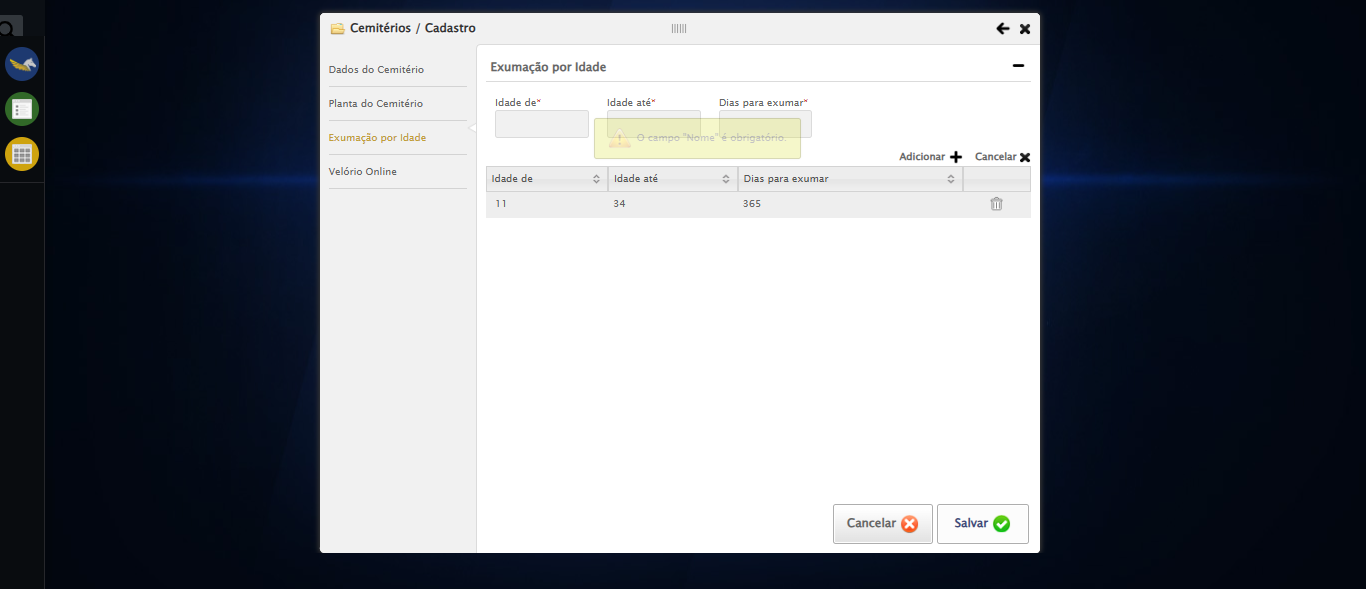 Cemitérios / Cadastro
Dados do Cemitério
Planta do Cemitério
Exumação por Idade
Velório Online
Exumação por Idade
Idade de* Idade até* Dias para exumar*
O campo "Nome" é obrigatório.
Adicionar Cancelar
Idade de Idade até Dias para exumar
11 34 365
Cancelar Salvar